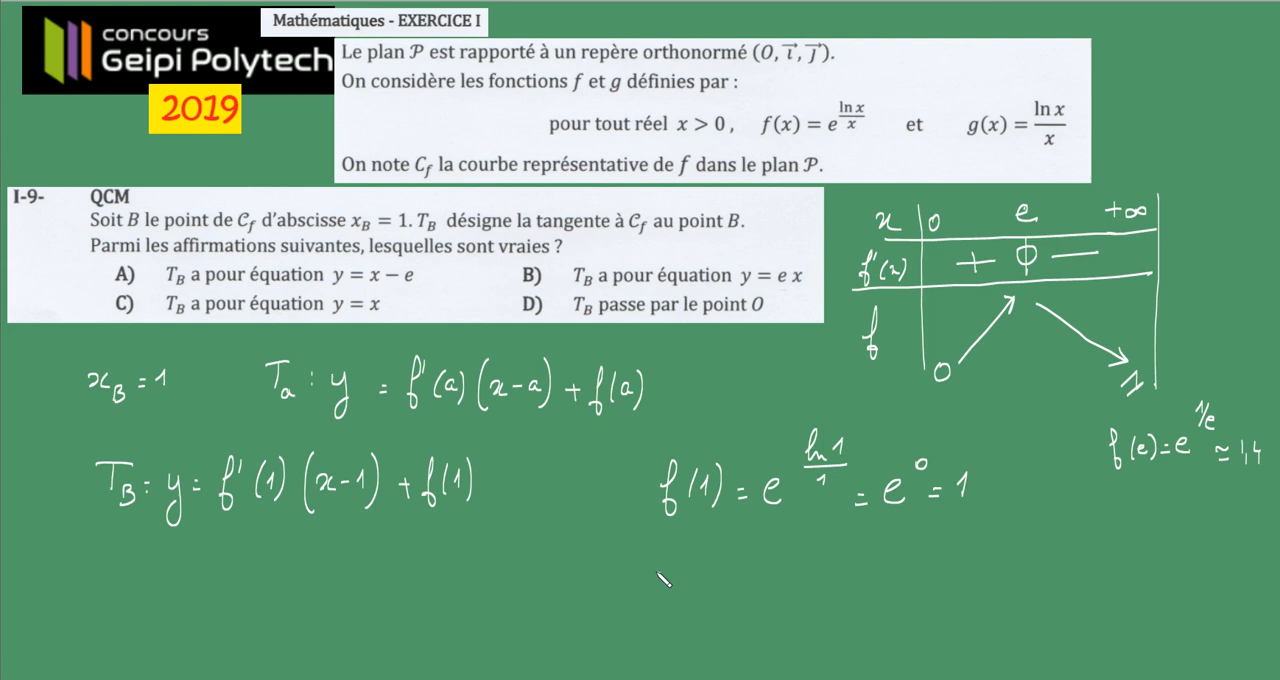 concours
Geipi Polytech
2019
Mathématiques - EXERCICE I
Le plan 𝒫 est rapporté à un repère orthonormé (O, i⃗, j⃗).
On considère les fonctions f et g définies par :
pour tout réel x > 0 , f(x) = e^(ln x / x) et g(x) = ln x / x
On note C_f la courbe représentative de f dans le plan 𝒫.
I-9- QCM
Soit B le point de C_f d'abscisse x_B = 1. T_B désigne la tangente à C_f au point B.
Parmi les affirmations suivantes, lesquelles sont vraies ?
A) T_B a pour équation y = x − e
B) T_B a pour équation y = e x
C) T_B a pour équation y = x
D) T_B passe par le point O
x 0 e +∞
f'(x) + 0 −
f 0 1
f(e) = e^(1/e) ≃ 1,4
x_B = 1 T_a : y = f'(a)(x-a) + f(a)
T_B : y = f'(1)(x-1) + f(1) f(1) = e^(ln 1 / 1) = e^0 = 1